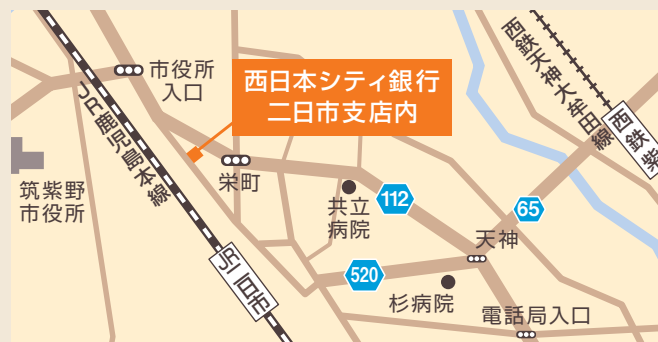 市役所
入口
西日本シティ銀行
二日市支店内
西鉄天神大牟田線
西鉄紫
JR鹿児島本線
筑紫野
市役所
栄町
共立
病院
112
65
天神
JR二日市
520
杉病院
電話局入口